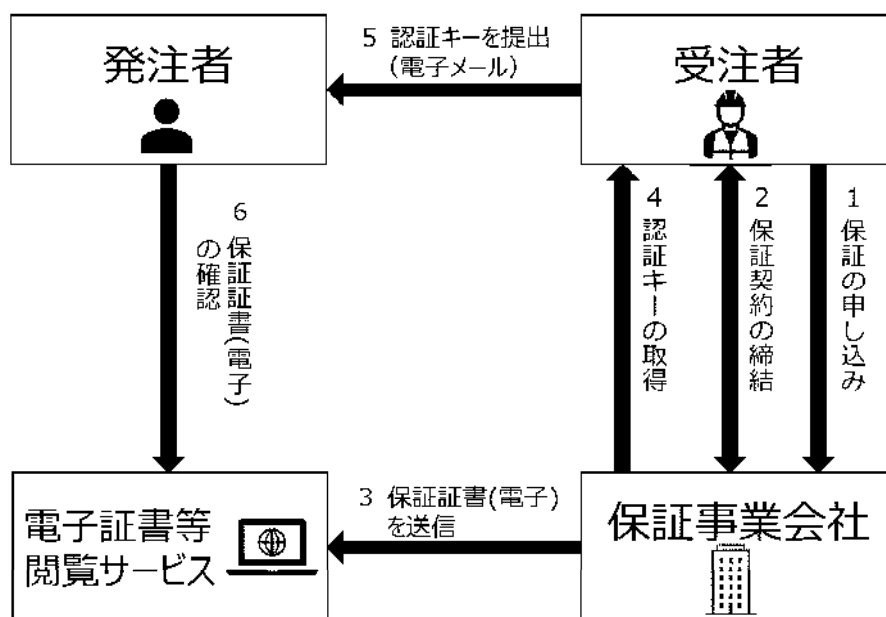 発注者
5 認証キーを提出
(電子メール)
受注者
6 保証証書(電子)
の確認
4 認証キーの取得
2 保証契約の締結
1 保証の申し込み
電子証書等
閲覧サービス
3 保証証書(電子)
を送信
保証事業会社